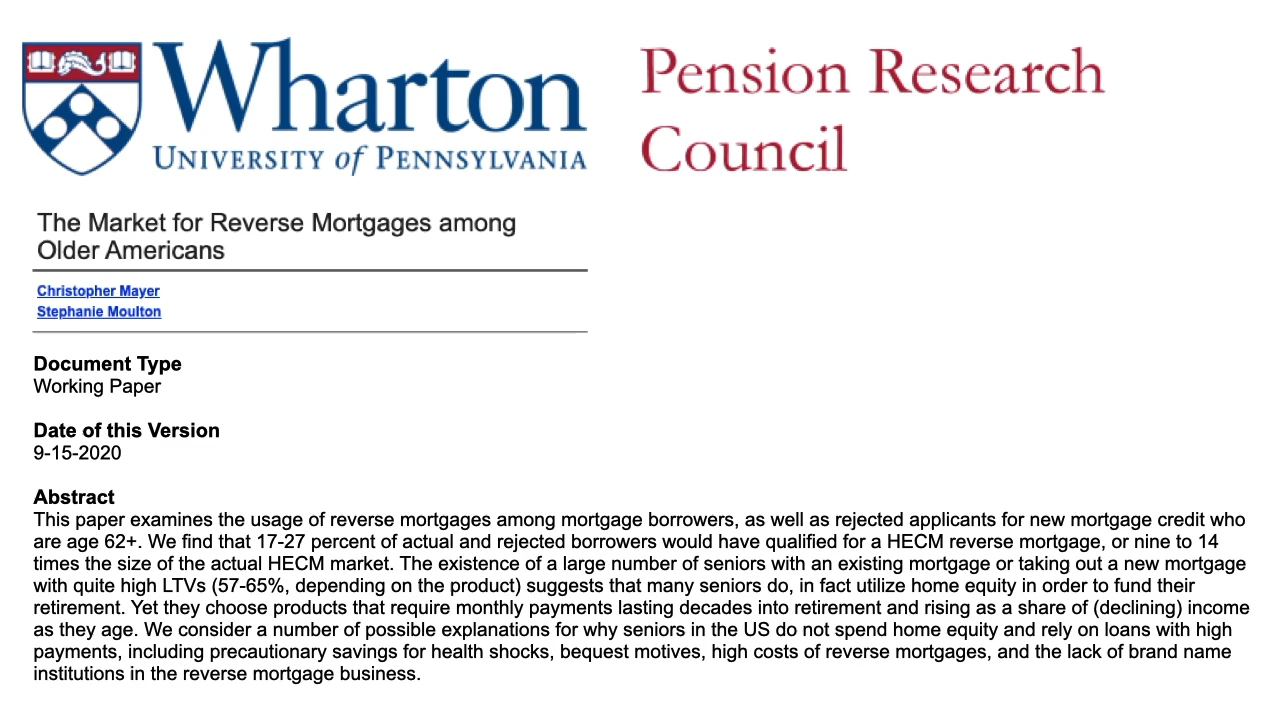 Wharton
UNIVERSITY of PENNSYLVANIA
Pension Research
Council
The Market for Reverse Mortgages among
Older Americans
Christopher Mayer
Stephanie Moulton
Document Type
Working Paper
Date of this Version
9-15-2020
Abstract
This paper examines the usage of reverse mortgages among mortgage borrowers, as well as rejected applicants for new mortgage credit who
are age 62+. We find that 17-27 percent of actual and rejected borrowers would have qualified for a HECM reverse mortgage, or nine to 14
times the size of the actual HECM market. The existence of a large number of seniors with an existing mortgage or taking out a new mortgage
with quite high LTVs (57-65%, depending on the product) suggests that many seniors do, in fact utilize home equity in order to fund their
retirement. Yet they choose products that require monthly payments lasting decades into retirement and rising as a share of (declining) income
as they age. We consider a number of possible explanations for why seniors in the US do not spend home equity and rely on loans with high
payments, including precautionary savings for health shocks, bequest motives, high costs of reverse mortgages, and the lack of brand name
institutions in the reverse mortgage business.